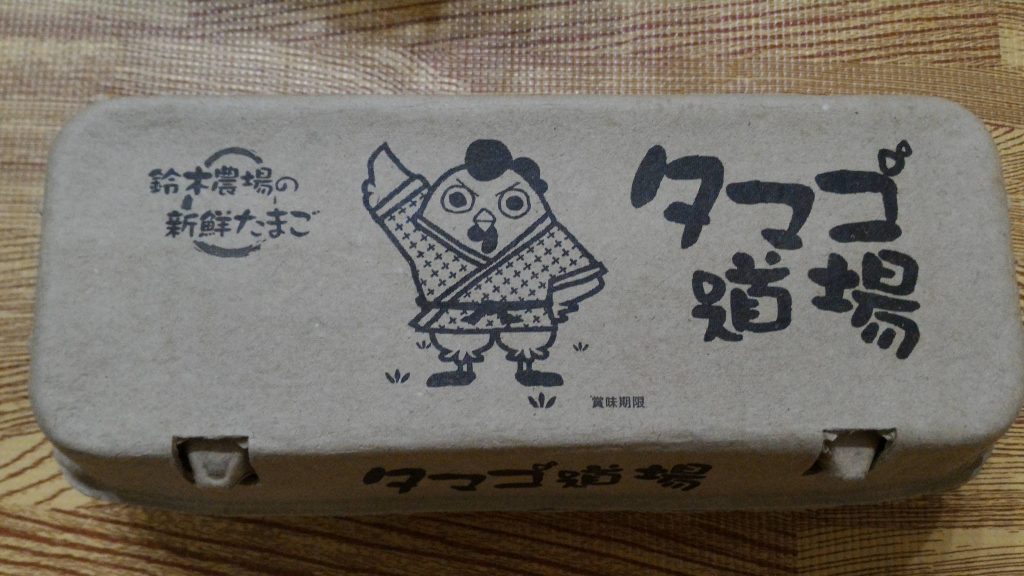 鈴木農場の
新鮮たまご
タマゴ
道場
賞味期限
タマゴ道場